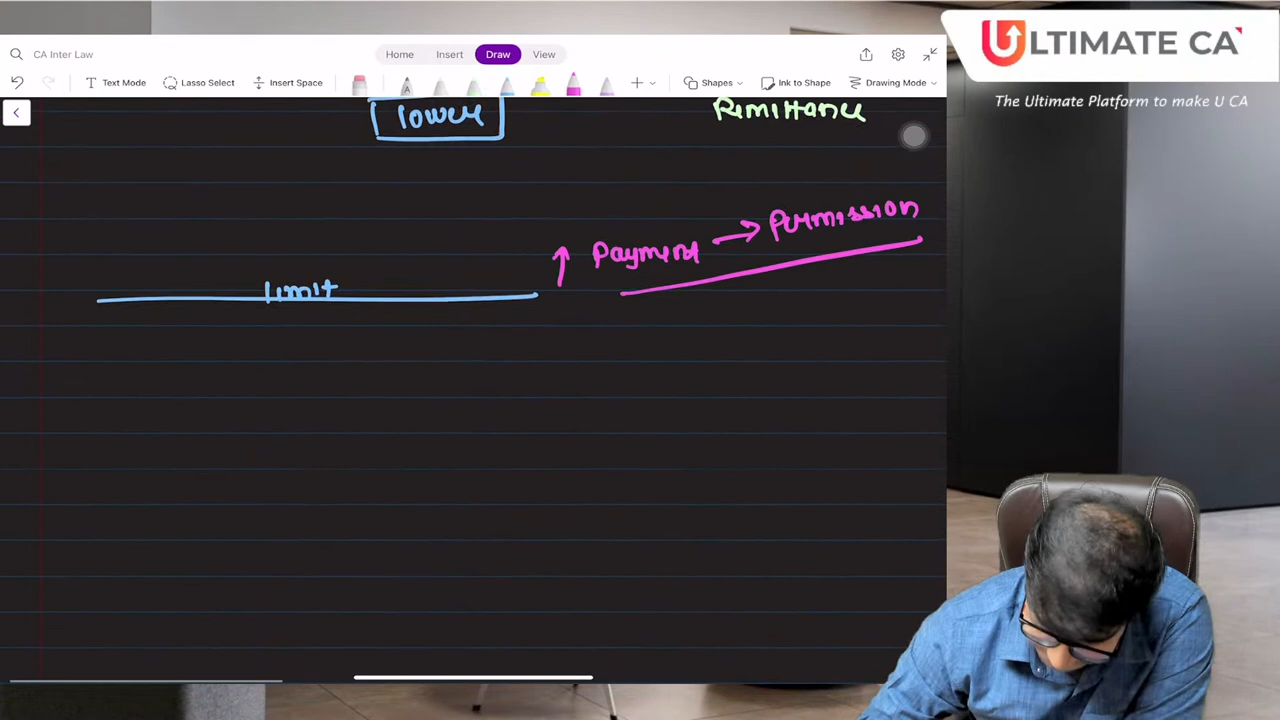 ULTIMATE CA
The Ultimate Platform to make U CA
CA Inter Law
Home Insert Draw View
Text Mode Lasso Select Insert Space A Shapes Ink to Shape Drawing Mode
lower
Remittance
Payment → Permission
limit